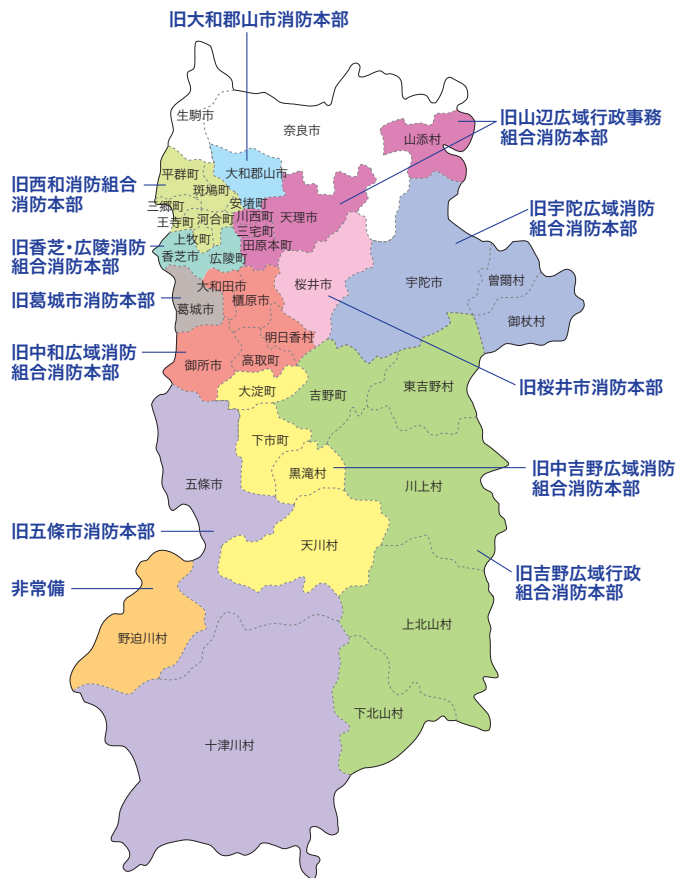 旧大和郡山市消防本部
生駒市
奈良市
山添村
旧山辺広域行政事務
組合消防本部
平群町
大和郡山市
斑鳩町
旧西和消防組合
消防本部
三郷町
安堵町
王寺町
河合町
川西町
天理市
三宅町
上牧町
田原本町
旧宇陀広域消防
組合消防本部
旧香芝・広陵消防
組合消防本部
香芝市
広陵町
大和田市
桜井市
宇陀市
曽爾村
旧葛城市消防本部
葛城市
橿原市
御杖村
明日香村
旧中和広域消防
組合消防本部
御所市
高取町
大淀町
吉野町
東吉野村
旧桜井市消防本部
下市町
黒滝村
旧中吉野広域消防
組合消防本部
五條市
川上村
旧五條市消防本部
天川村
非常備
旧吉野広域行政
組合消防本部
野迫川村
上北山村
下北山村
十津川村